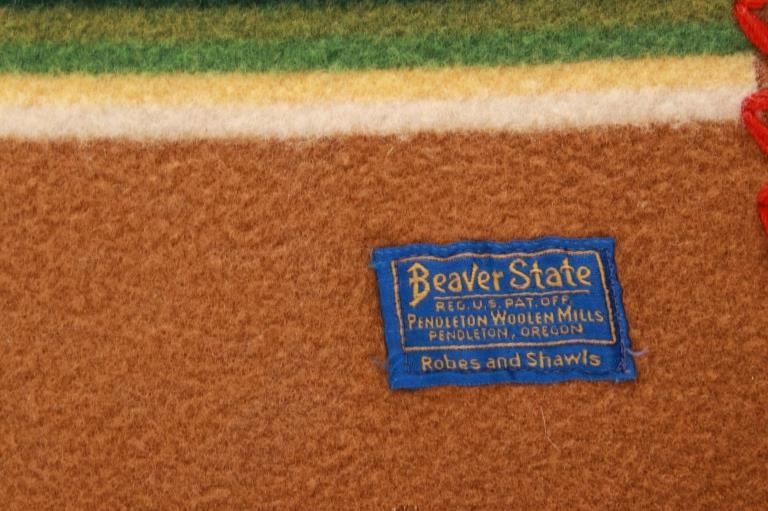 Beaver State
REG. U.S. PAT. OFF.
PENDLETON WOOLEN MILLS
PENDLETON, OREGON
Robes and Shawls